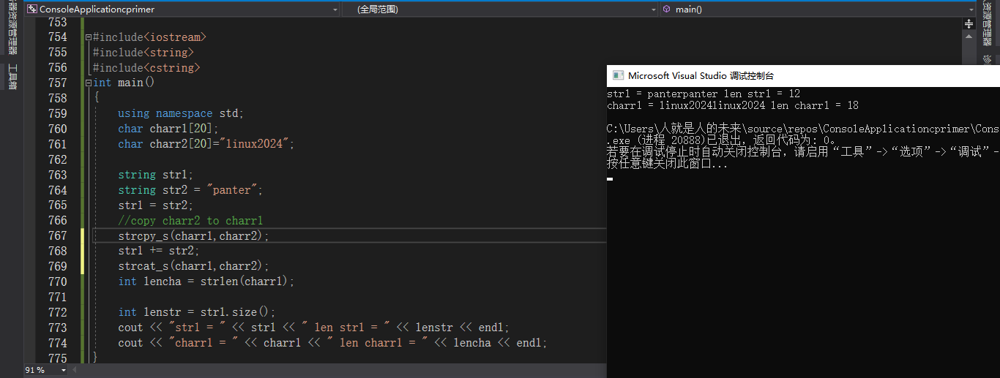 ConsoleApplicationcprimer
(全局范围)
main()
753
754 #include<iostream>
755 #include<string>
756 #include<cstring>
757 int main()
758 {
759 using namespace std;
760 char charr1[20];
761 char charr2[20]="linux2024";
762
763 string str1;
764 string str2 = "panter";
765 str1 = str2;
766 //copy charr2 to charr1
767 strcpy_s(charr1,charr2);
768 str1 += str2;
769 strcat_s(charr1,charr2);
770 int lencha = strlen(charr1);
771
772 int lenstr = str1.size();
773 cout << "str1 = " << str1 << " len str1 = " << lenstr << endl;
774 cout << "charr1 = " << charr1 << " len charr1 = " << lencha << endl;
775 }
91 %
工具箱
Microsoft Visual Studio 调试控制台
str1 = panterpanter len str1 = 12
charr1 = linux2024linux2024 len charr1 = 18
C:\Users\人就是人的未来\source\repos\ConsoleApplicationcprimer\Cons
.exe (进程 20888)已退出，返回代码为: 0。
若要在调试停止时自动关闭控制台，请启用“工具”->“选项”->“调试”-
按任意键关闭此窗口...
资源管理器